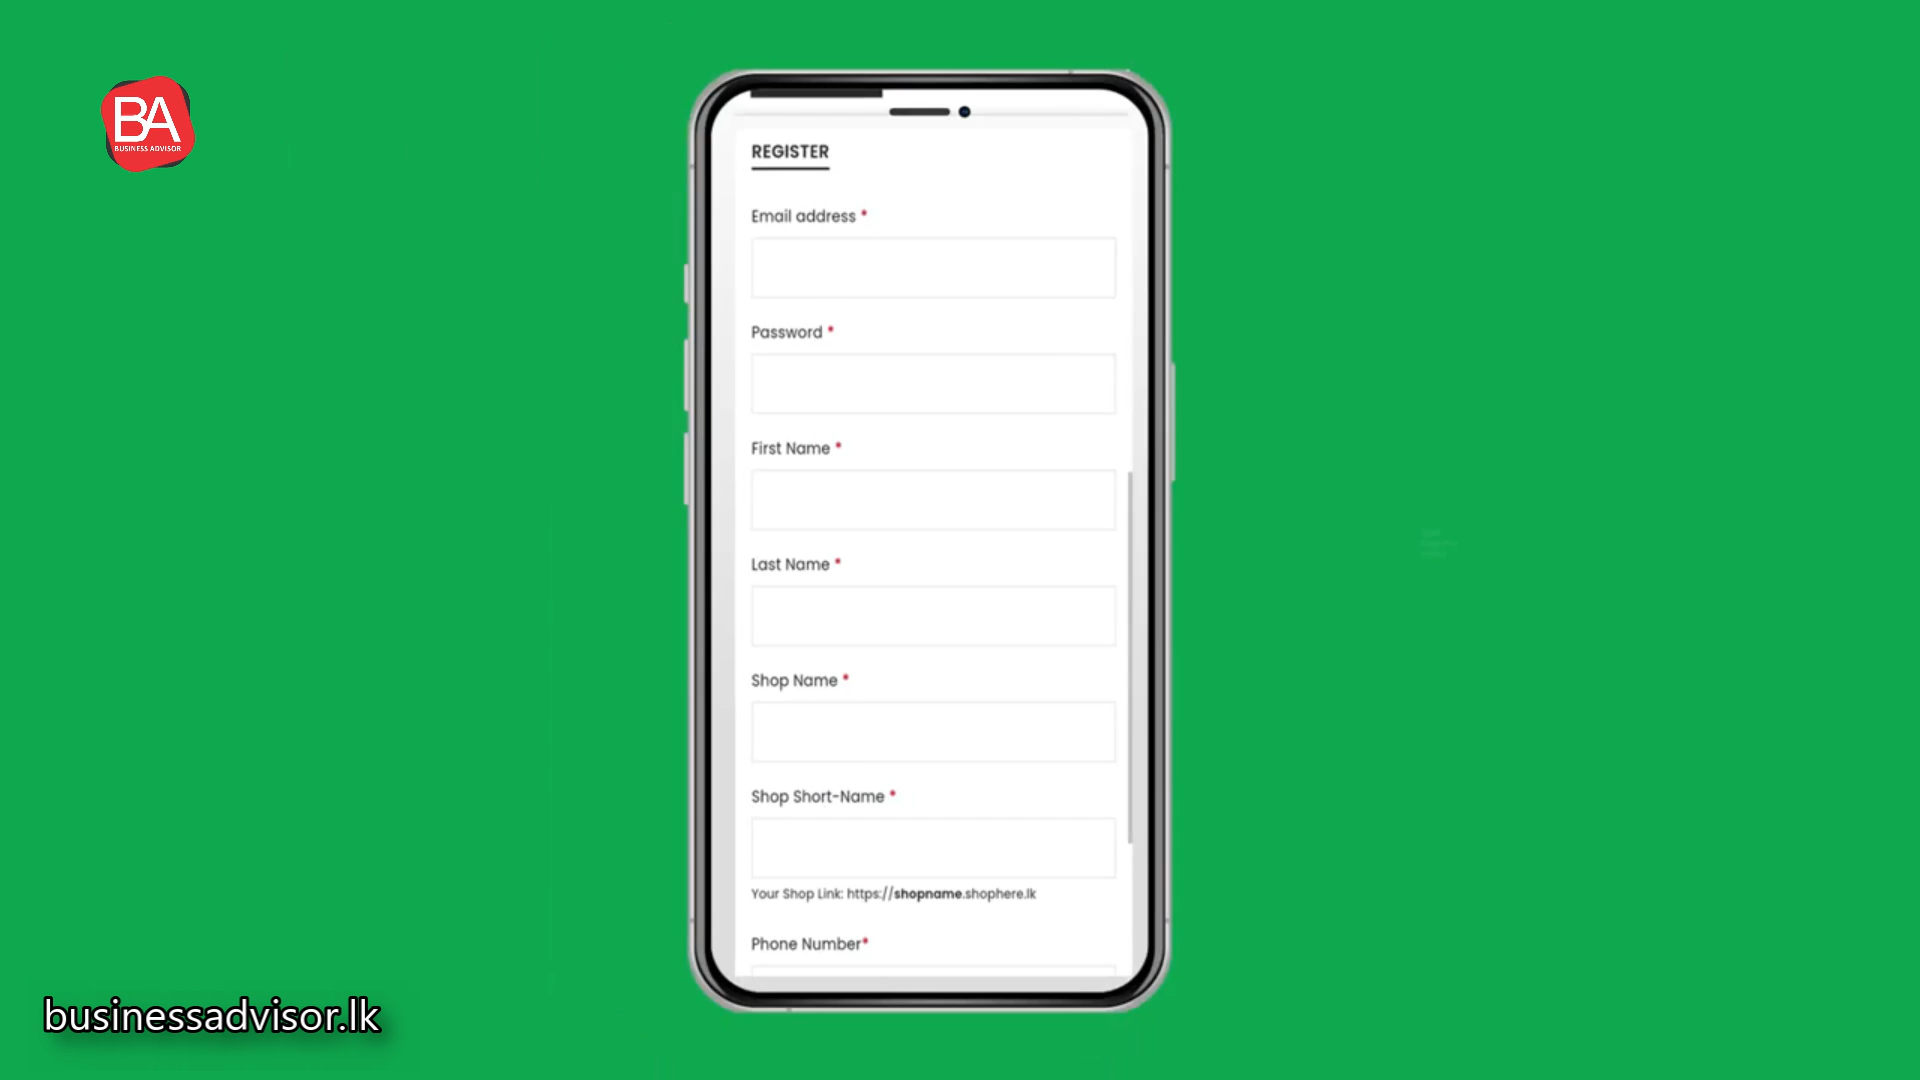 BA
BUSINESS ADVISOR
REGISTER
Email address *
Password *
First Name *
Last Name *
Shop Name *
Shop Short-Name *
Your Shop Link: https://shopname.shophere.lk
Phone Number*
businessadvisor.lk